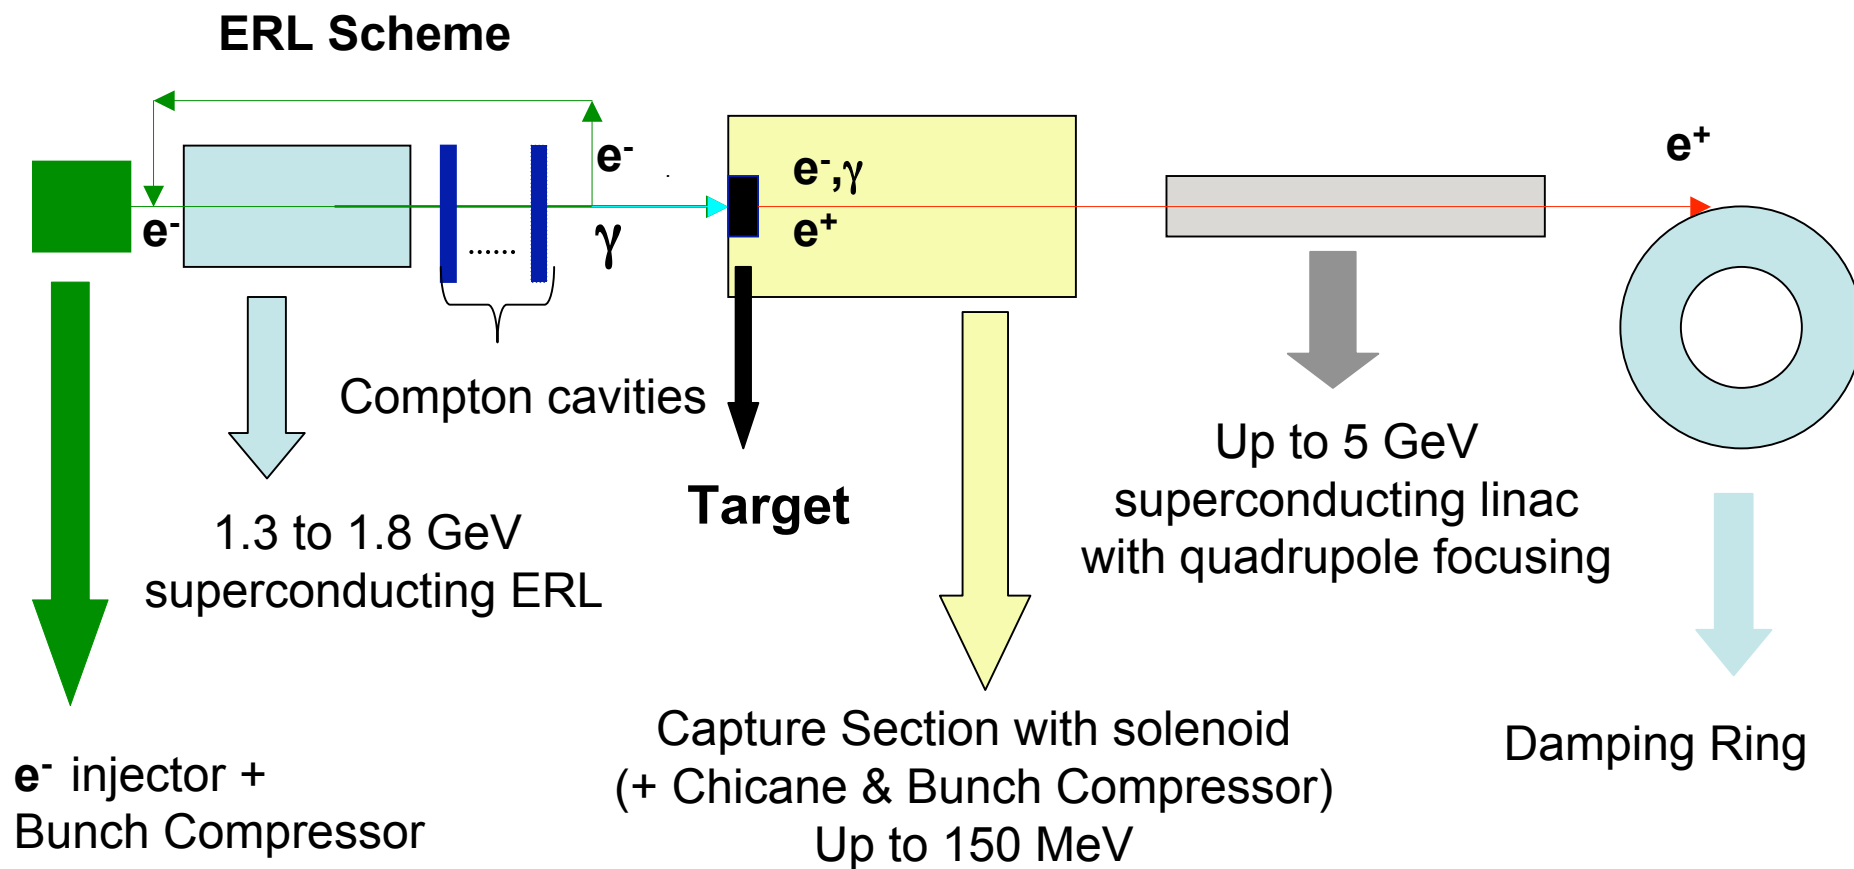 ERL Scheme
e⁻
e⁻
γ
......
e⁻,γ
e⁺
e⁺
Compton cavities
Target
1.3 to 1.8 GeV
superconducting ERL
Up to 5 GeV
superconducting linac
with quadrupole focusing
e⁻ injector +
Bunch Compressor
Capture Section with solenoid
(+ Chicane & Bunch Compressor)
Up to 150 MeV
Damping Ring